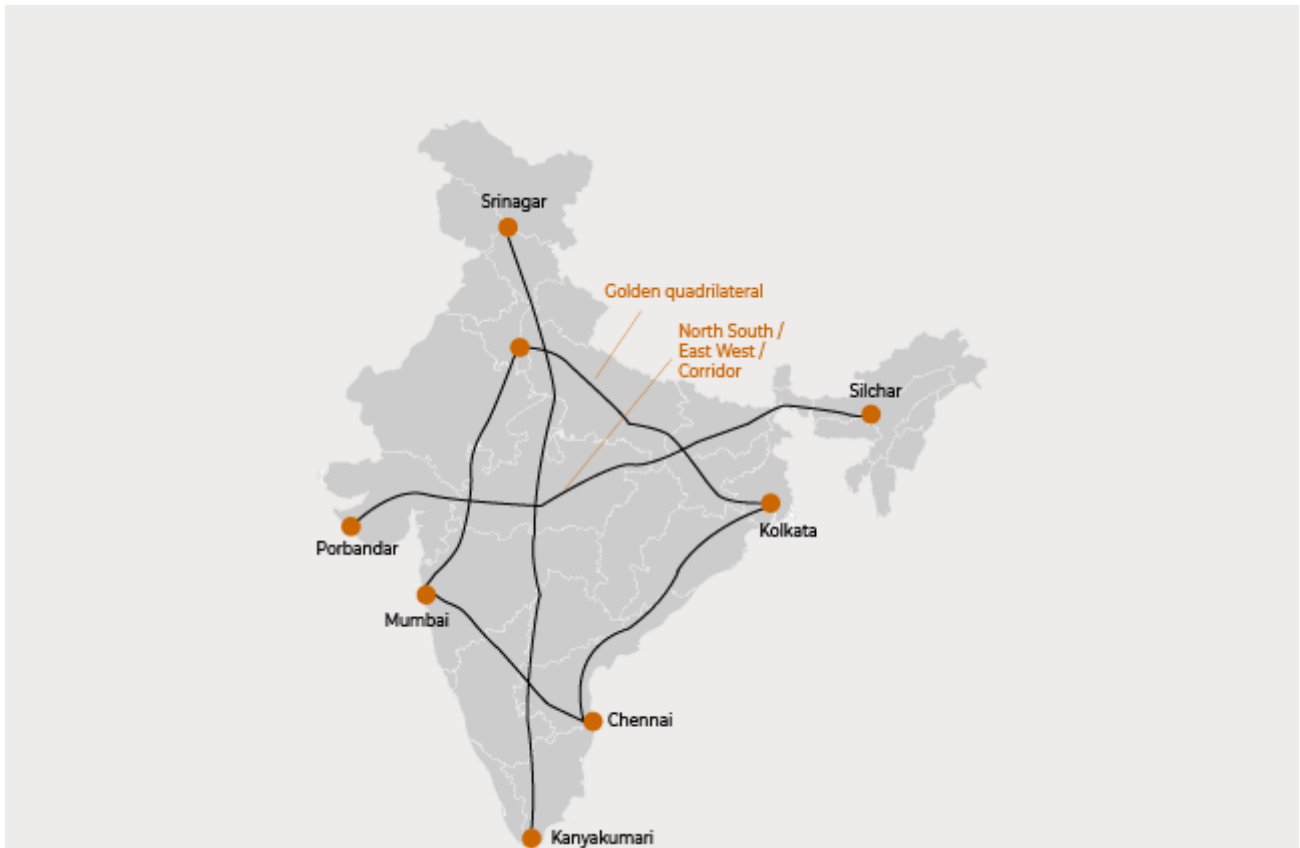 Srinagar
Golden quadrilateral
North South /
East West /
Corridor
Silchar
Kolkata
Porbandar
Mumbai
Chennai
Kanyakumari